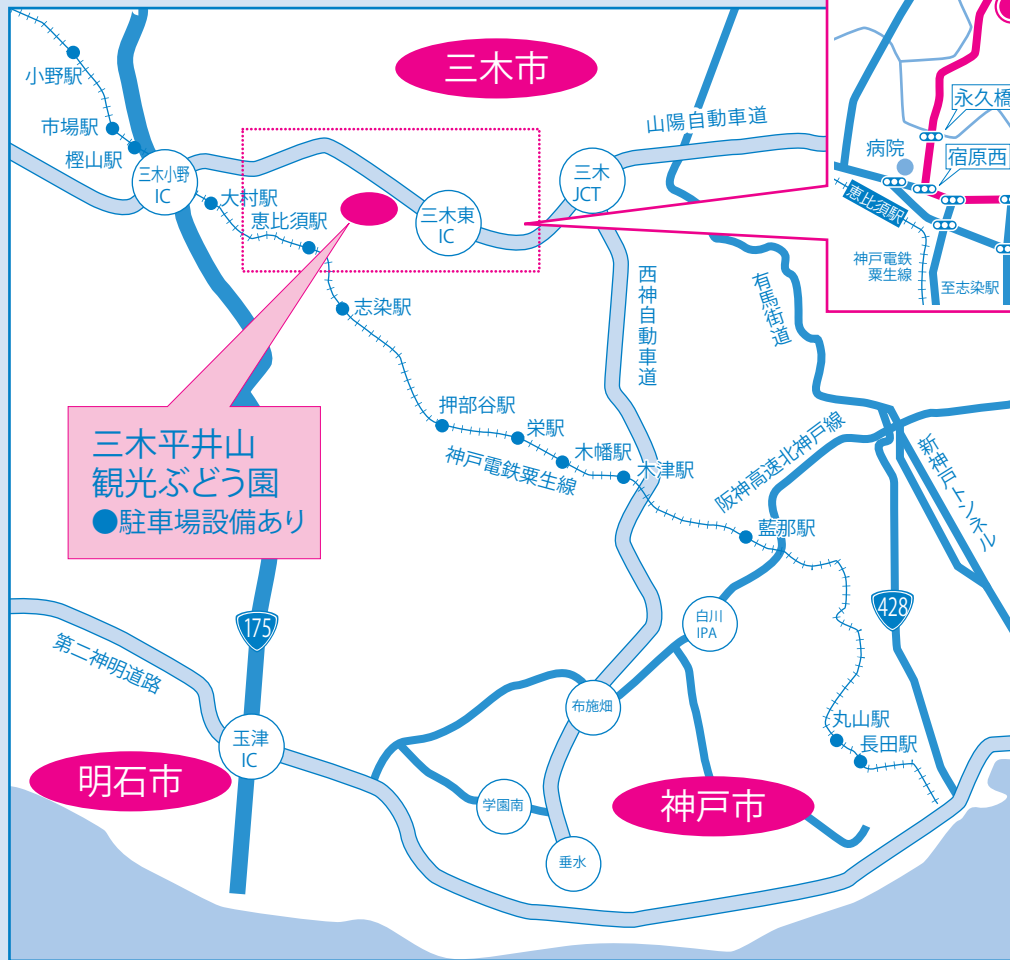 三木市
小野駅
市場駅
樫山駅
三木小野
IC
大村駅
恵比須駅
三木東
IC
三木
JCT
山陽自動車道
永久橋
病院
宿原西
恵比須駅
神戸電鉄
粟生線
至志染駅
西神自動車道
有馬街道
志染駅
三木平井山
観光ぶどう園
●駐車場設備あり
押部谷駅
栄駅
木幡駅
木津駅
神戸電鉄粟生線
阪神高速北神戸線
新神戸トンネル
藍那駅
白川
IPA
428
175
第二神明道路
玉津
IC
布施畑
丸山駅
長田駅
明石市
学園南
神戸市
垂水